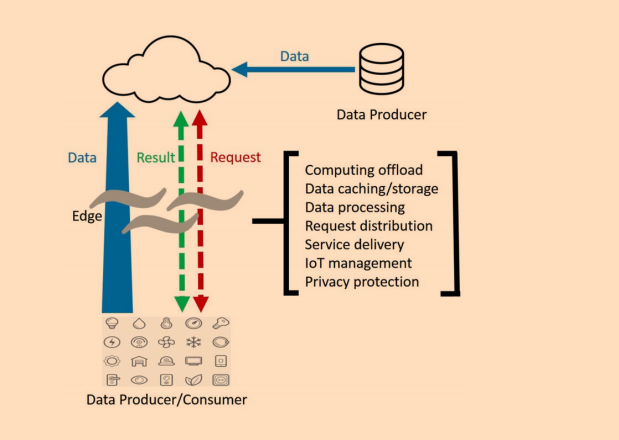 Data
Data Producer
Data
Result
Request
Edge
Computing offload
Data caching/storage
Data processing
Request distribution
Service delivery
IoT management
Privacy protection
Data Producer/Consumer